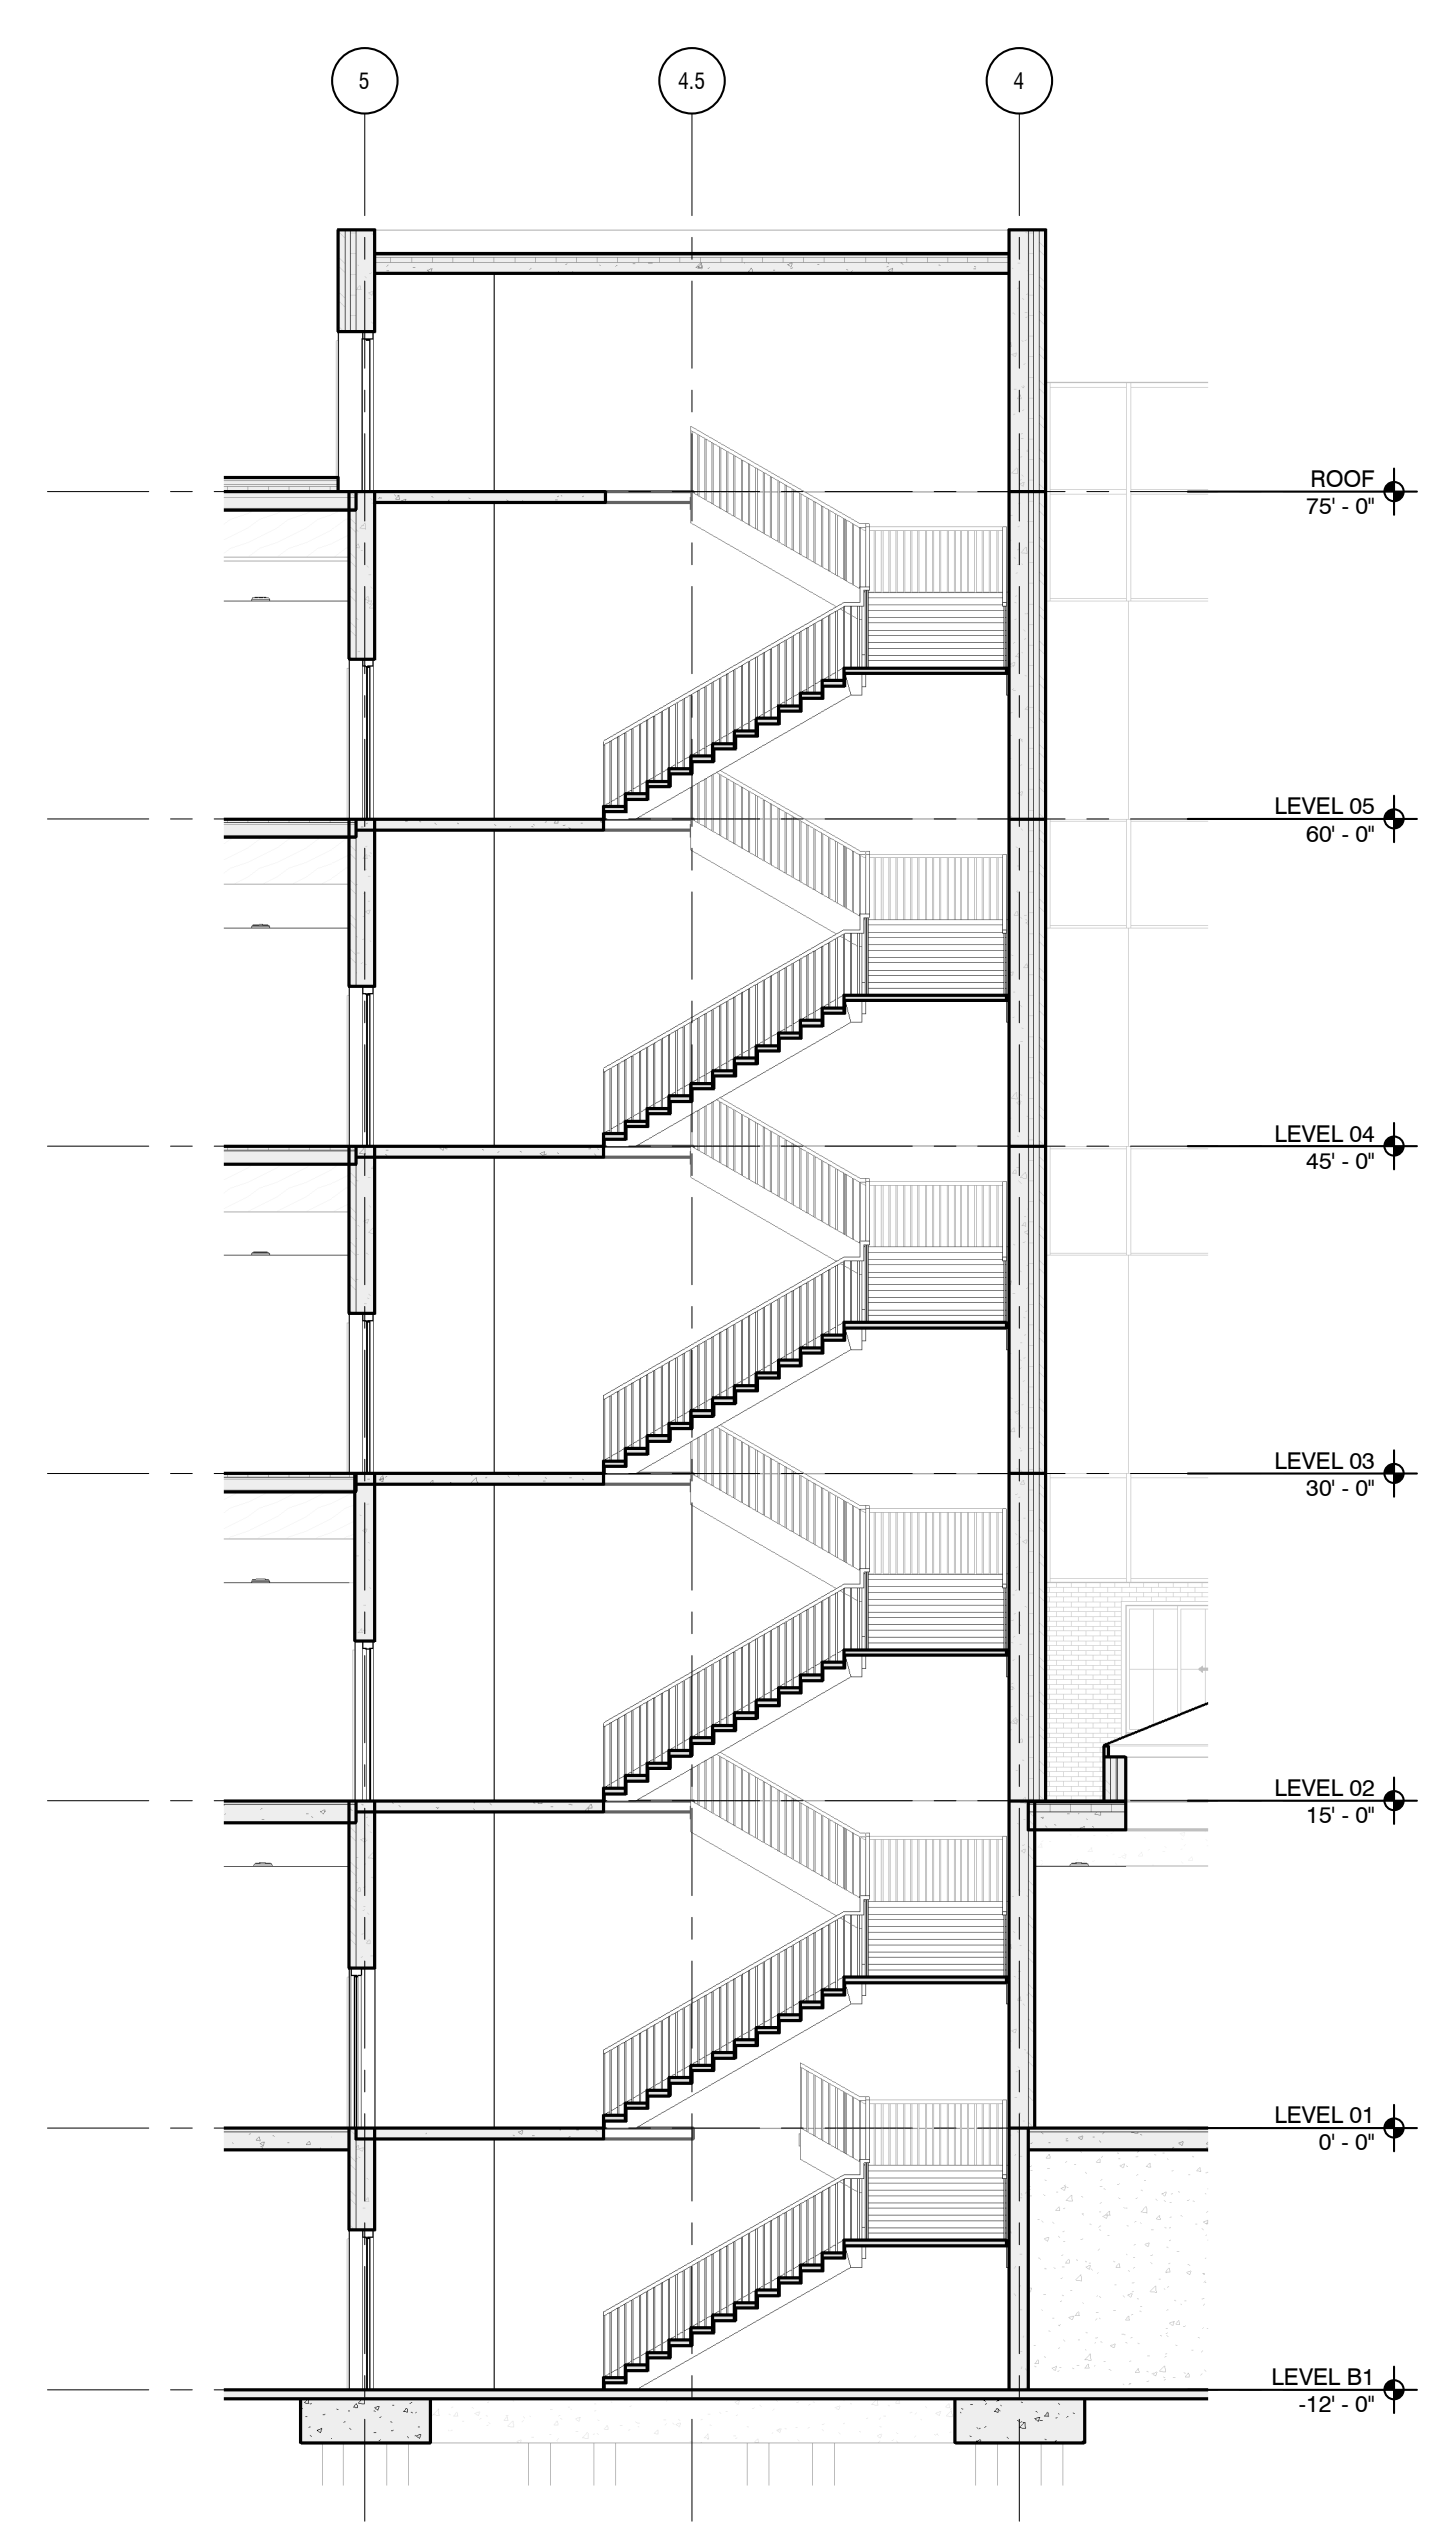 5
4.5
4
ROOF
75' - 0"
LEVEL 05
60' - 0"
LEVEL 04
45' - 0"
LEVEL 03
30' - 0"
LEVEL 02
15' - 0"
LEVEL 01
0' - 0"
LEVEL B1
-12' - 0"